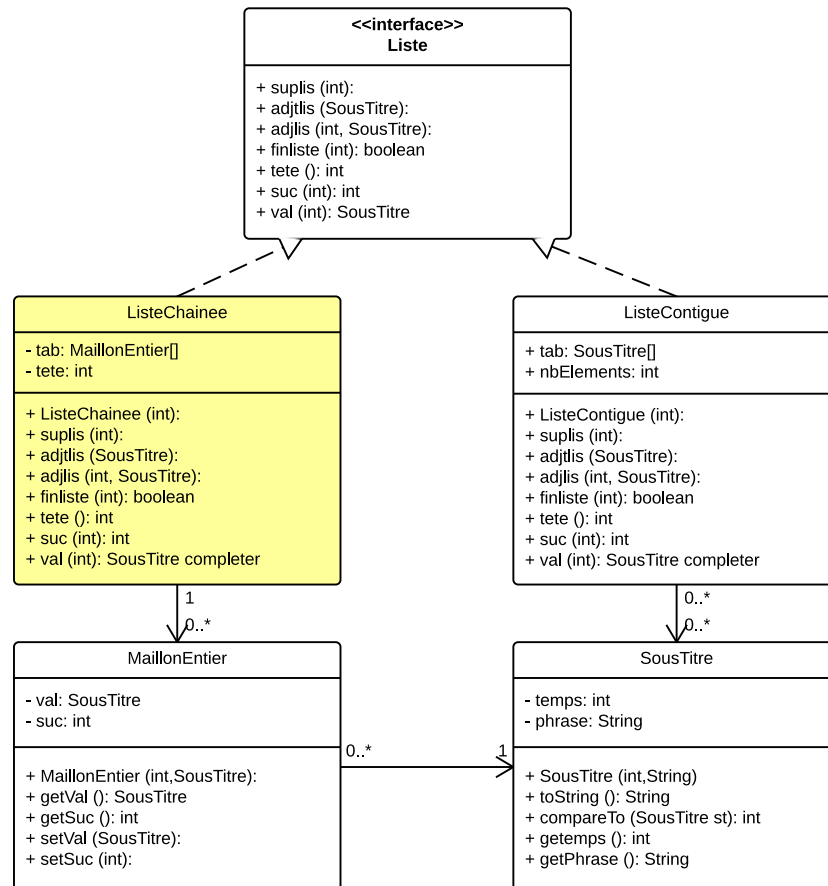 <<interface>>
Liste
+ suplis (int):
+ adjtlis (SousTitre):
+ adjlis (int, SousTitre):
+ finliste (int): boolean
+ tete (): int
+ suc (int): int
+ val (int): SousTitre
ListeChainee
- tab: MaillonEntier[]
- tete: int
+ ListeChainee (int):
+ suplis (int):
+ adjtlis (SousTitre):
+ adjlis (int, SousTitre):
+ finliste (int): boolean
+ tete (): int
+ suc (int): int
+ val (int): SousTitre completer
ListeContigue
+ tab: SousTitre[]
+ nbElements: int
+ ListeContigue (int):
+ suplis (int):
+ adjtlis (SousTitre):
+ adjlis (int, SousTitre):
+ finliste (int): boolean
+ tete (): int
+ suc (int): int
+ val (int): SousTitre completer
1
0..*
0..*
0..*
MaillonEntier
- val: SousTitre
- suc: int
+ MaillonEntier (int,SousTitre):
+ getVal (): SousTitre
+ getSuc (): int
+ setVal (SousTitre):
+ setSuc (int):
0..*
1
SousTitre
- temps: int
- phrase: String
+ SousTitre (int,String)
+ toString (): String
+ compareTo (SousTitre st): int
+ getemps (): int
+ getPhrase (): String